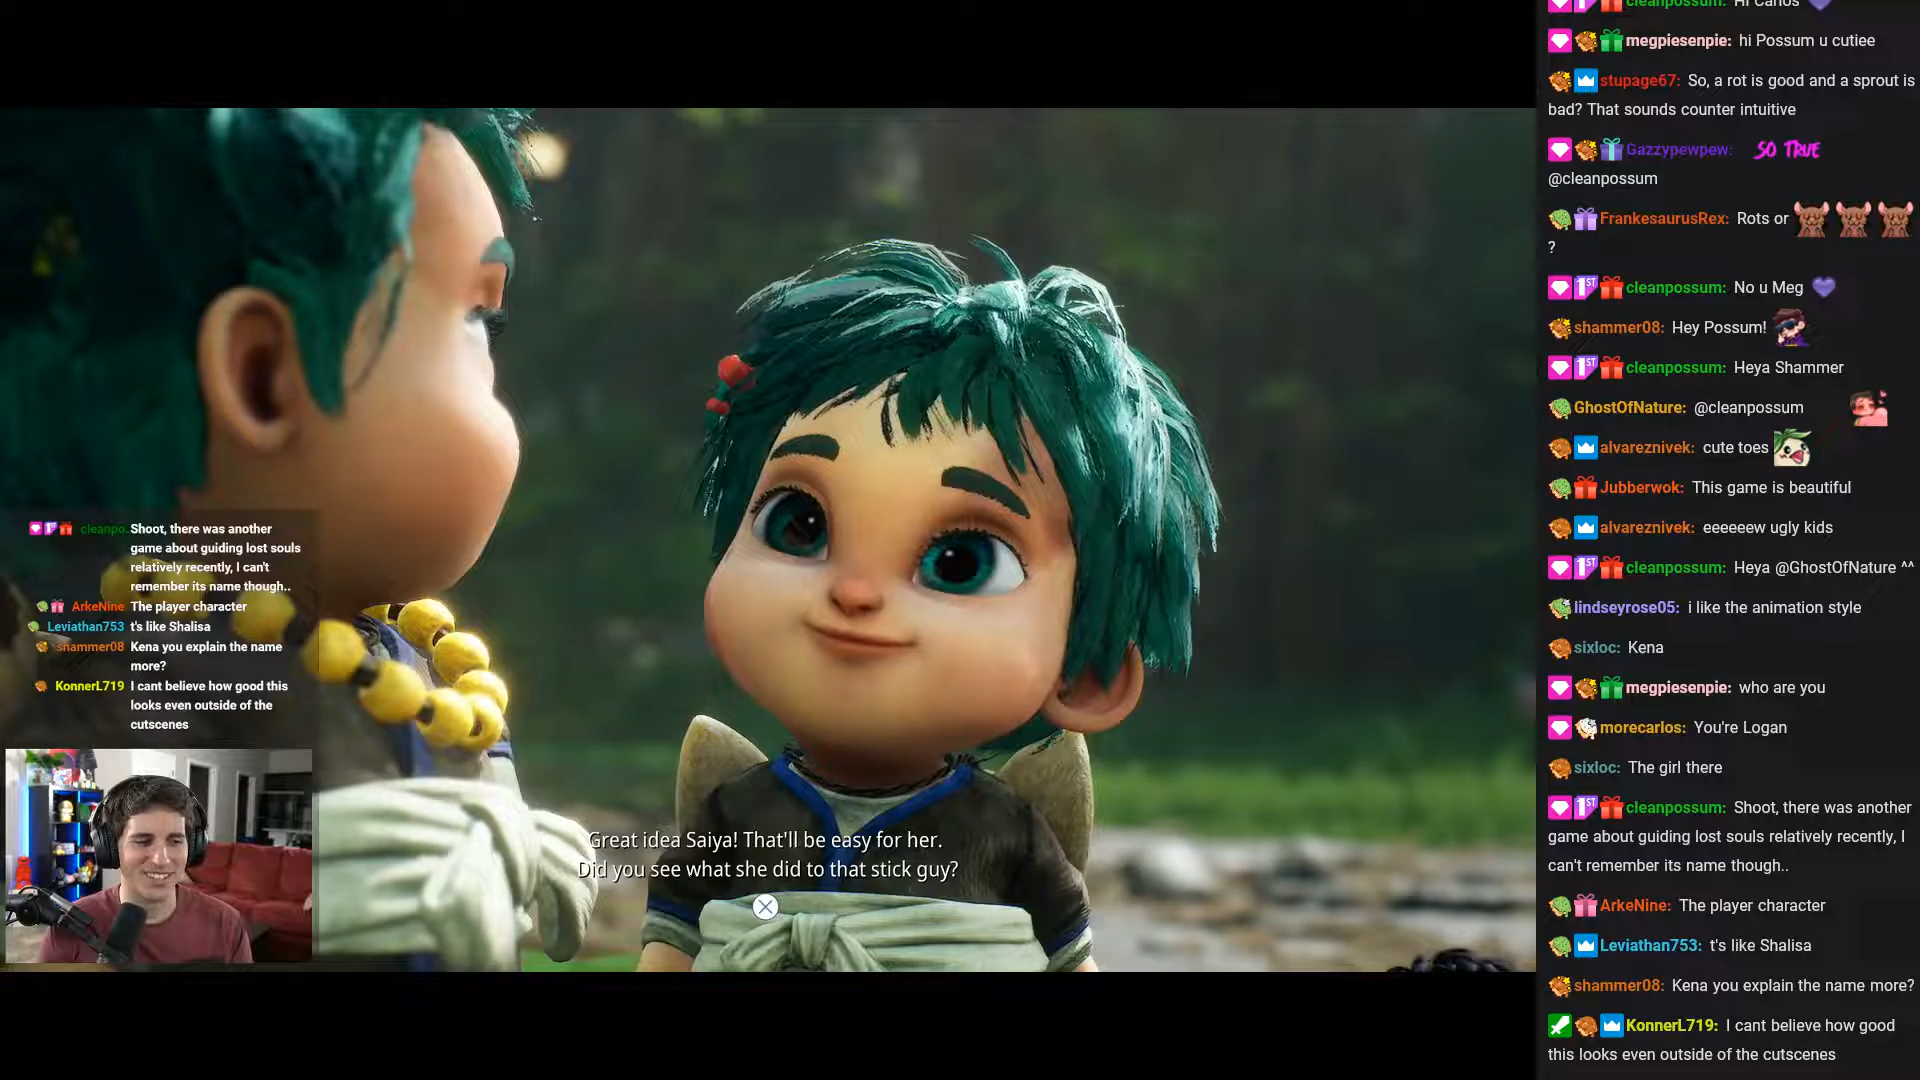 cleanpossum: Hi Carlos
megpiesenpie: hi Possum u cutiee
stupage67: So, a rot is good and a sprout is
bad? That sounds counter intuitive
Gazzypewpew: SO TRUE
@cleanpossum
FrankesaurusRex: Rots or
?
1ST cleanpossum: No u Meg
shammer08: Hey Possum!
1ST cleanpossum: Heya Shammer
GhostOfNature: @cleanpossum
alvareznivek: cute toes
Jubberwok: This game is beautiful
alvareznivek: eeeeeew ugly kids
1ST cleanpossum: Heya @GhostOfNature ^^
lindseyrose05: i like the animation style
sixloc: Kena
megpiesenpie: who are you
morecarlos: You're Logan
sixloc: The girl there
1ST cleanpossum: Shoot, there was another
game about guiding lost souls relatively recently, I
can't remember its name though..
ArkeNine: The player character
Leviathan753: t's like Shalisa
shammer08: Kena you explain the name more?
KonnerL719: I cant believe how good
this looks even outside of the cutscenes
cleanpo Shoot, there was another
game about guiding lost souls
relatively recently, I can't
remember its name though..
ArkeNine The player character
Leviathan753 t's like Shalisa
shammer08 Kena you explain the name
more?
KonnerL719 I cant believe how good this
looks even outside of the
cutscenes
Great idea Saiya! That'll be easy for her.
Did you see what she did to that stick guy?